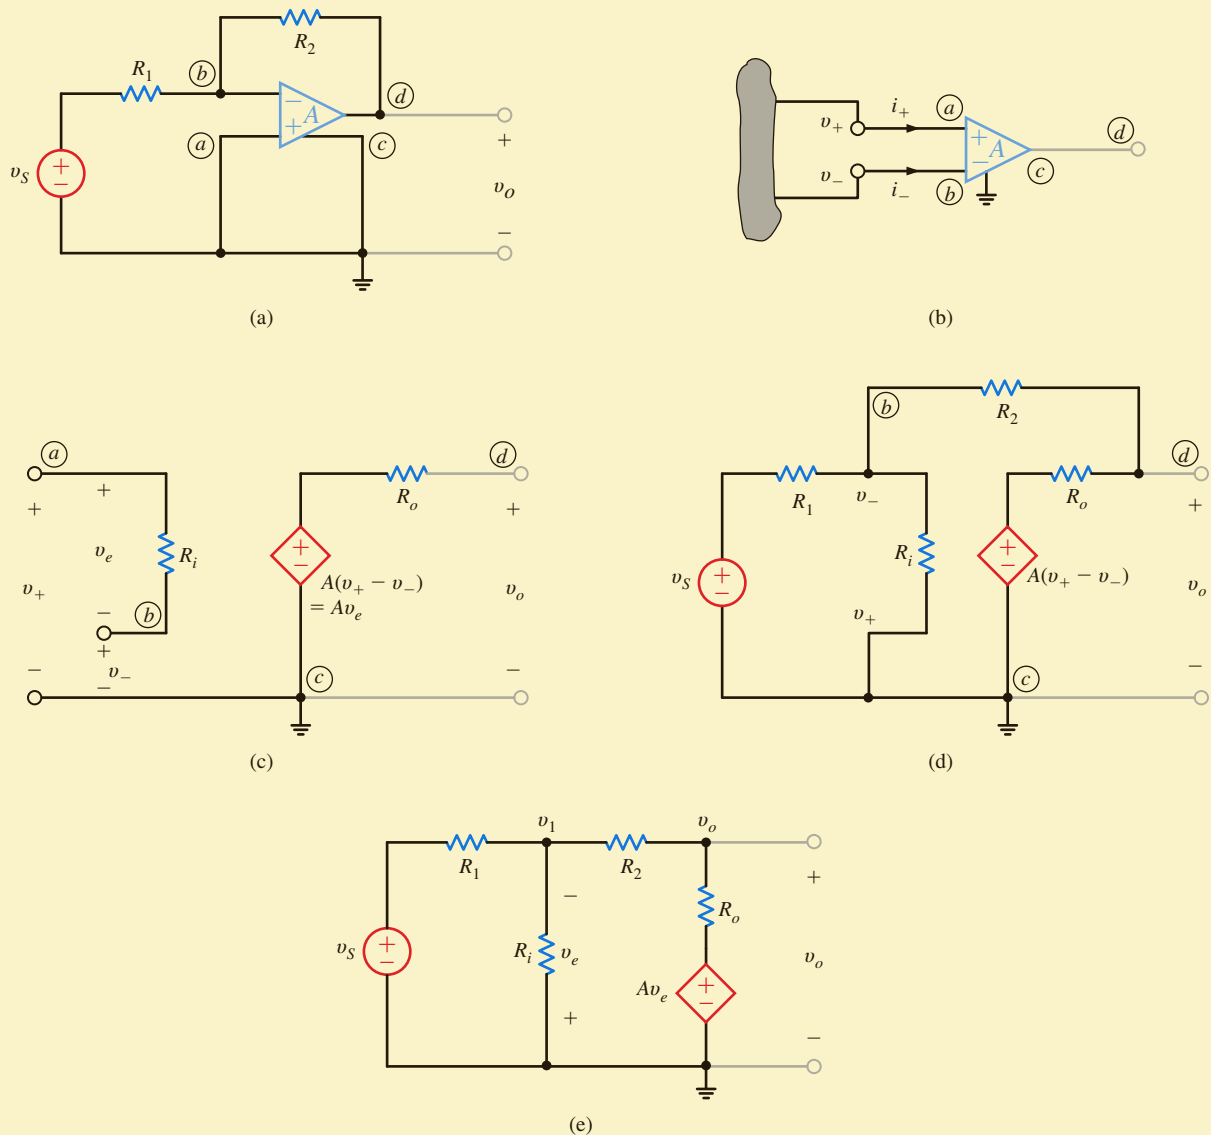 R2
R1
b
d
− A
+
a
c
+
vS
+
−
vO
−
(a)
v+
i+
a
+ A
−
d
c
v−
i−
b
(b)
a
+
+
ve
Ri
v+
−
b
+
v−
−
−
Ro
d
+
+
−
A(v+ − v−)
= Ave
vo
c
−
(c)
b
R2
R1
v−
Ri
v+
vS
+
−
Ro
d
+
+
−
A(v+ − v−)
vo
c
−
(d)
v1
vo
R1
R2
−
+
Ro
vS
+
−
Ri
ve
vo
Ave
+
−
+
−
(e)